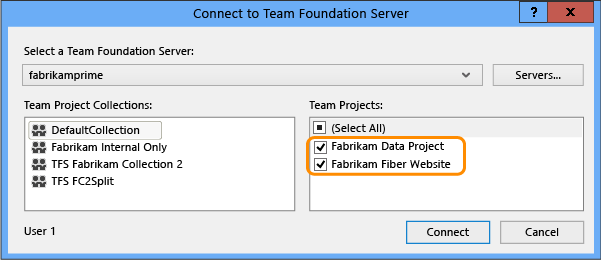 Connect to Team Foundation Server
? X
Select a Team Foundation Server:
fabrikamprime
Servers...
Team Project Collections:
DefaultCollection
Fabrikam Internal Only
TFS Fabrikam Collection 2
TFS FC2Split
Team Projects:
(Select All)
Fabrikam Data Project
Fabrikam Fiber Website
User 1
Connect
Cancel